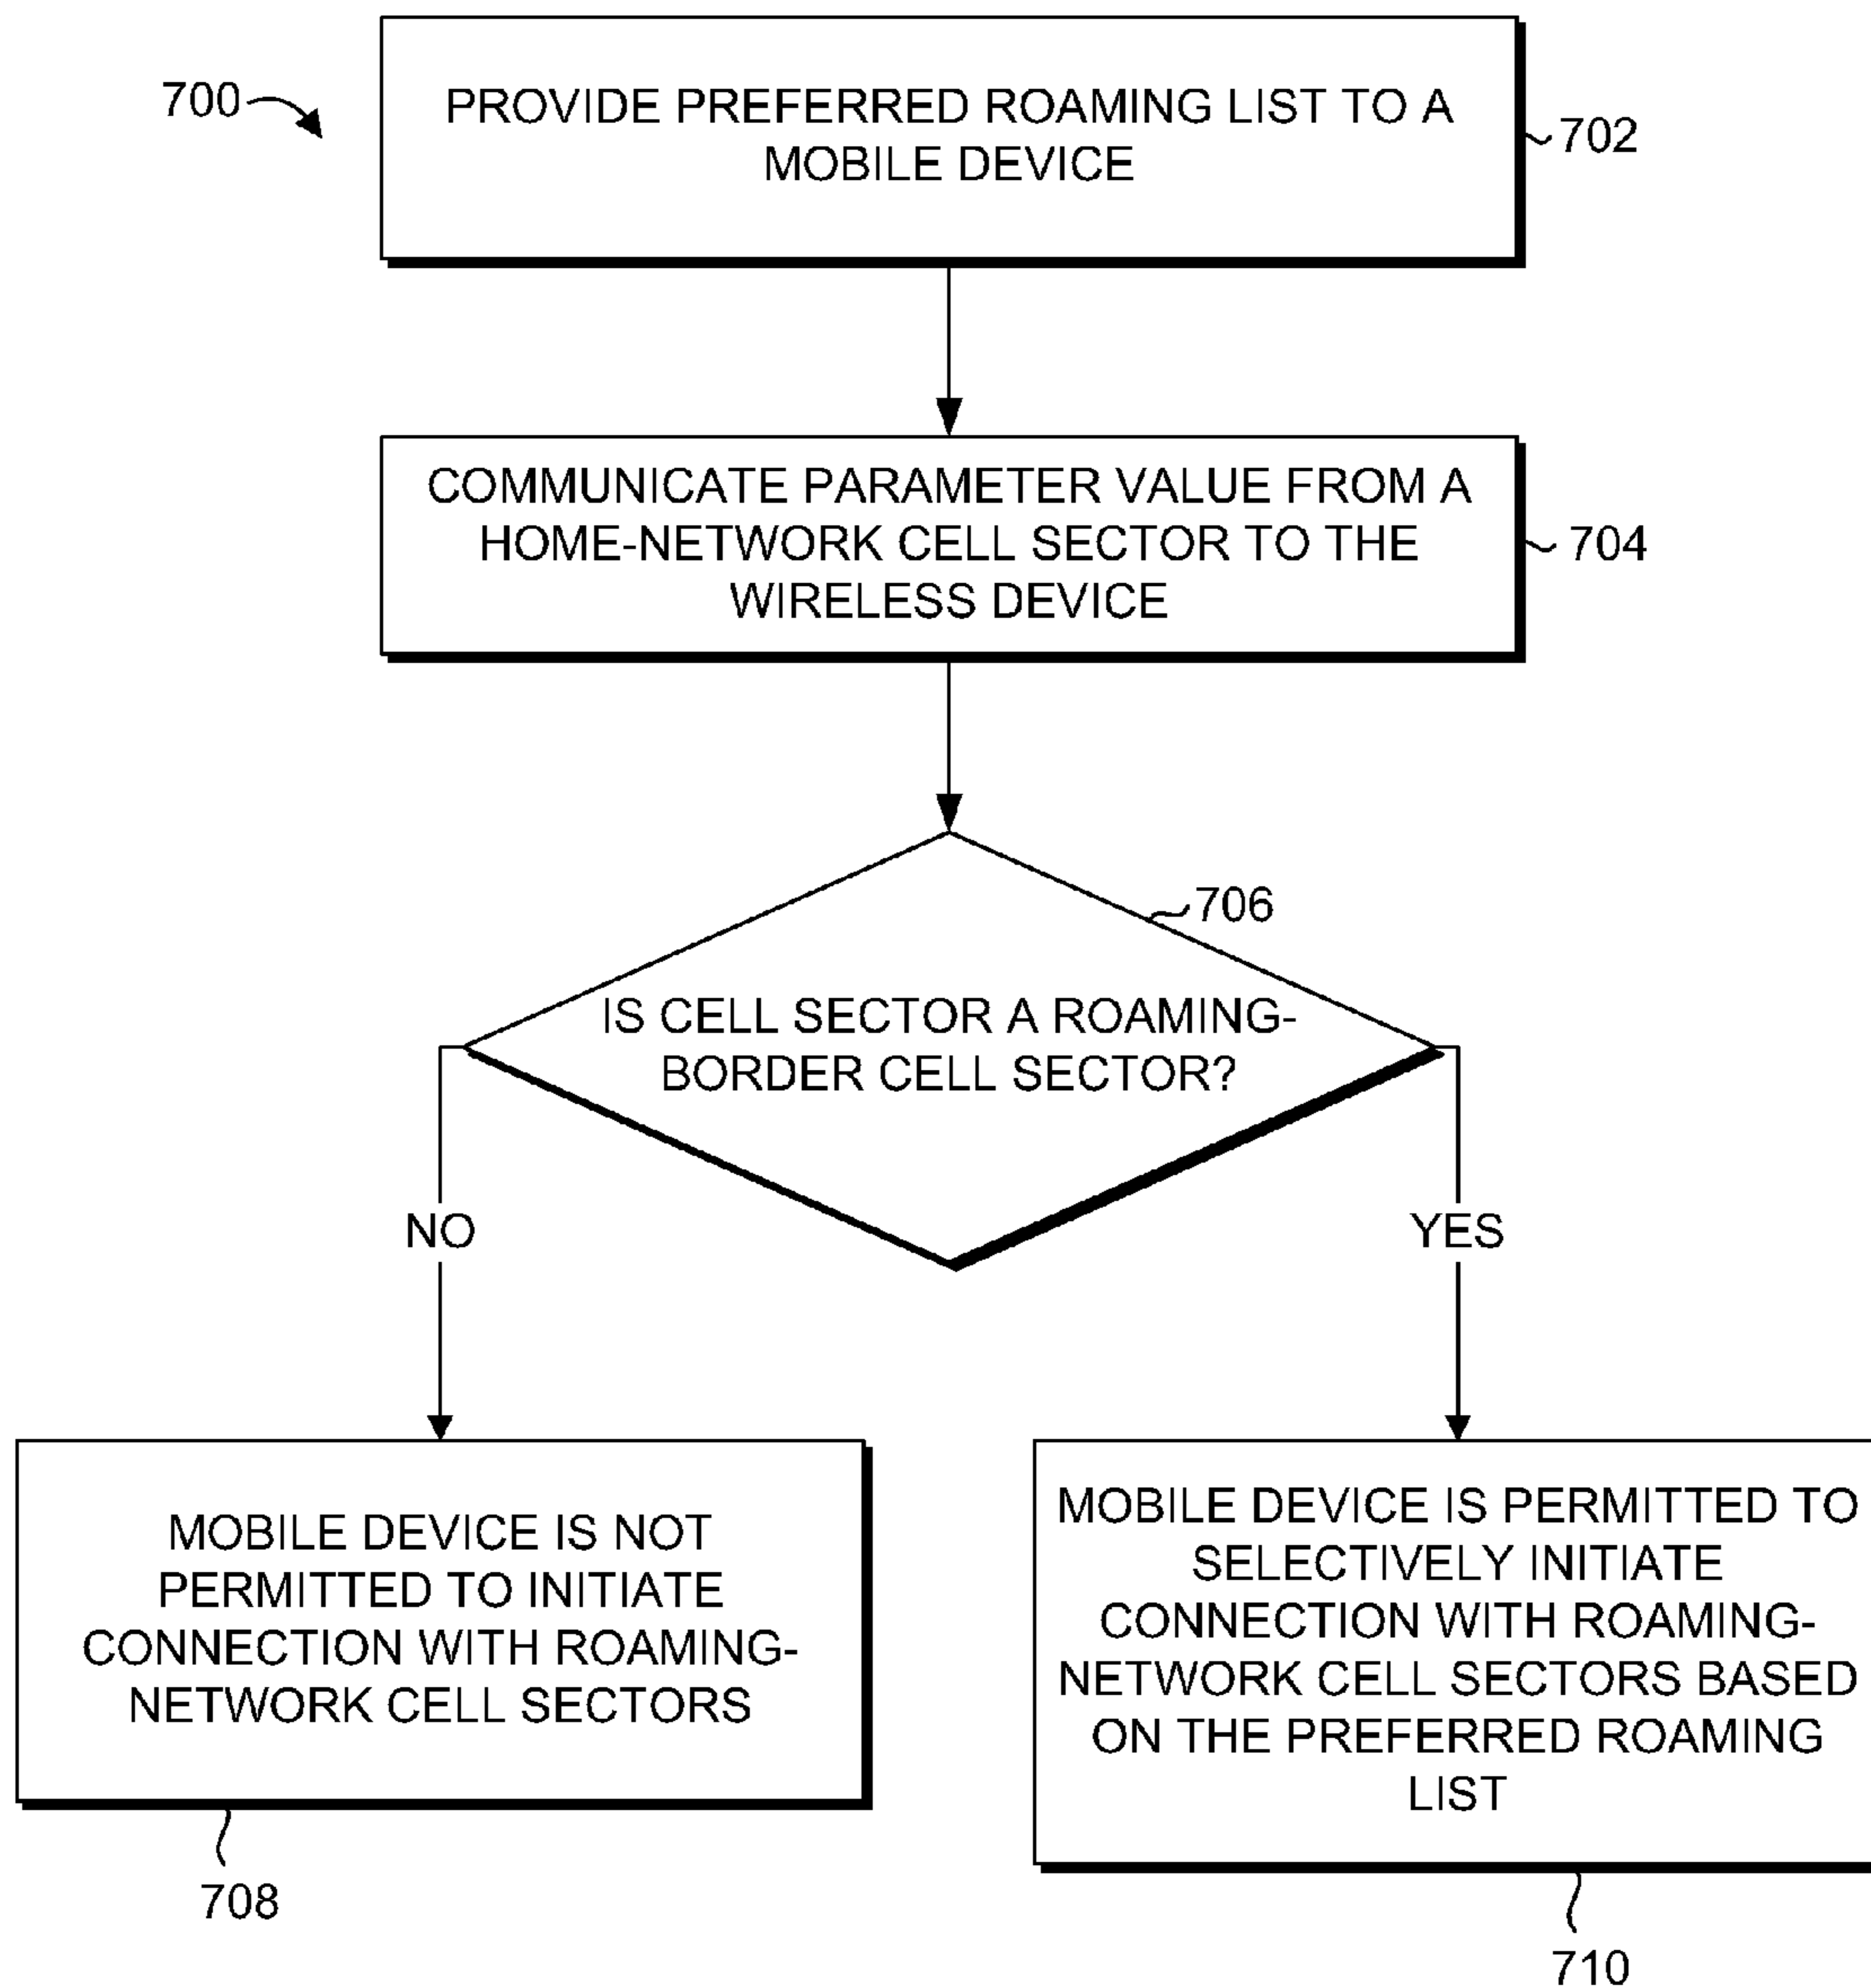 700
PROVIDE PREFERRED ROAMING LIST TO A
MOBILE DEVICE
702
COMMUNICATE PARAMETER VALUE FROM A
HOME-NETWORK CELL SECTOR TO THE
WIRELESS DEVICE
704
706
IS CELL SECTOR A ROAMING-
BORDER CELL SECTOR?
NO
YES
MOBILE DEVICE IS NOT
PERMITTED TO INITIATE
CONNECTION WITH ROAMING-
NETWORK CELL SECTORS
708
MOBILE DEVICE IS PERMITTED TO
SELECTIVELY INITIATE
CONNECTION WITH ROAMING-
NETWORK CELL SECTORS BASED
ON THE PREFERRED ROAMING
LIST
710